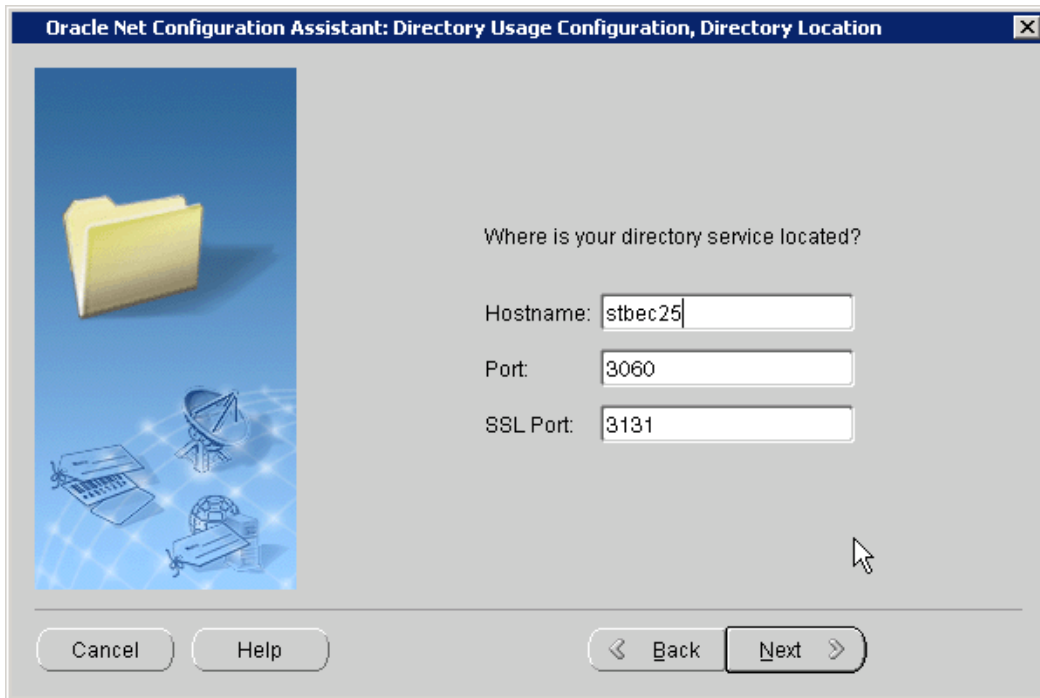 Oracle Net Configuration Assistant: Directory Usage Configuration, Directory Location
Where is your directory service located?
Hostname: stbec25
Port: 3060
SSL Port: 3131
Cancel Help Back Next